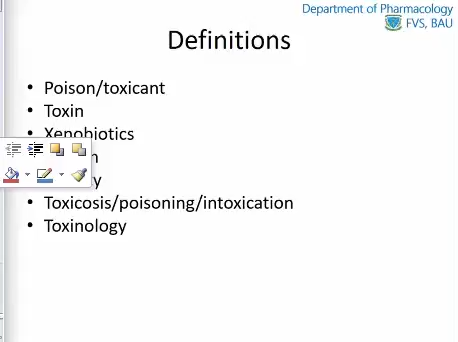 Department of Pharmacology
FVS, BAU
Definitions
• Poison/toxicant
• Toxin
• Xenobiotics
• Toxicosis/poisoning/intoxication
• Toxinology